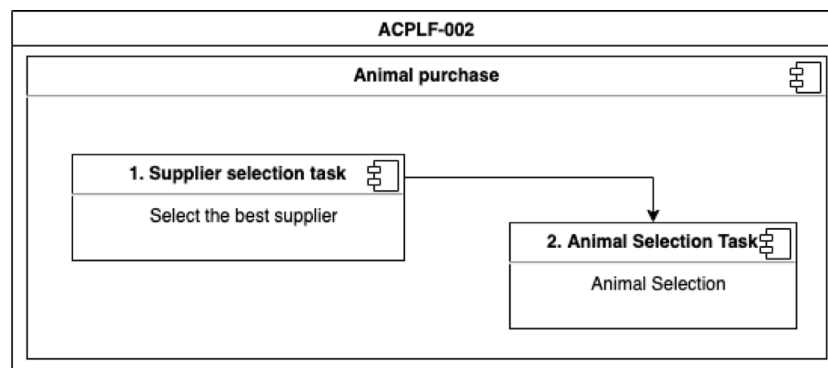 ACPLF-002
Animal purchase
1. Supplier selection task
Select the best supplier
2. Animal Selection Task
Animal Selection